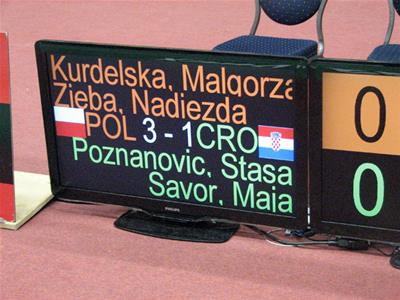 Kurdelska, Malgorza
Zieba, Nadiezda
POL 3 - 1 CRO
Poznanovic, Stasa
Savor, Maja
0
0
PHILIPS